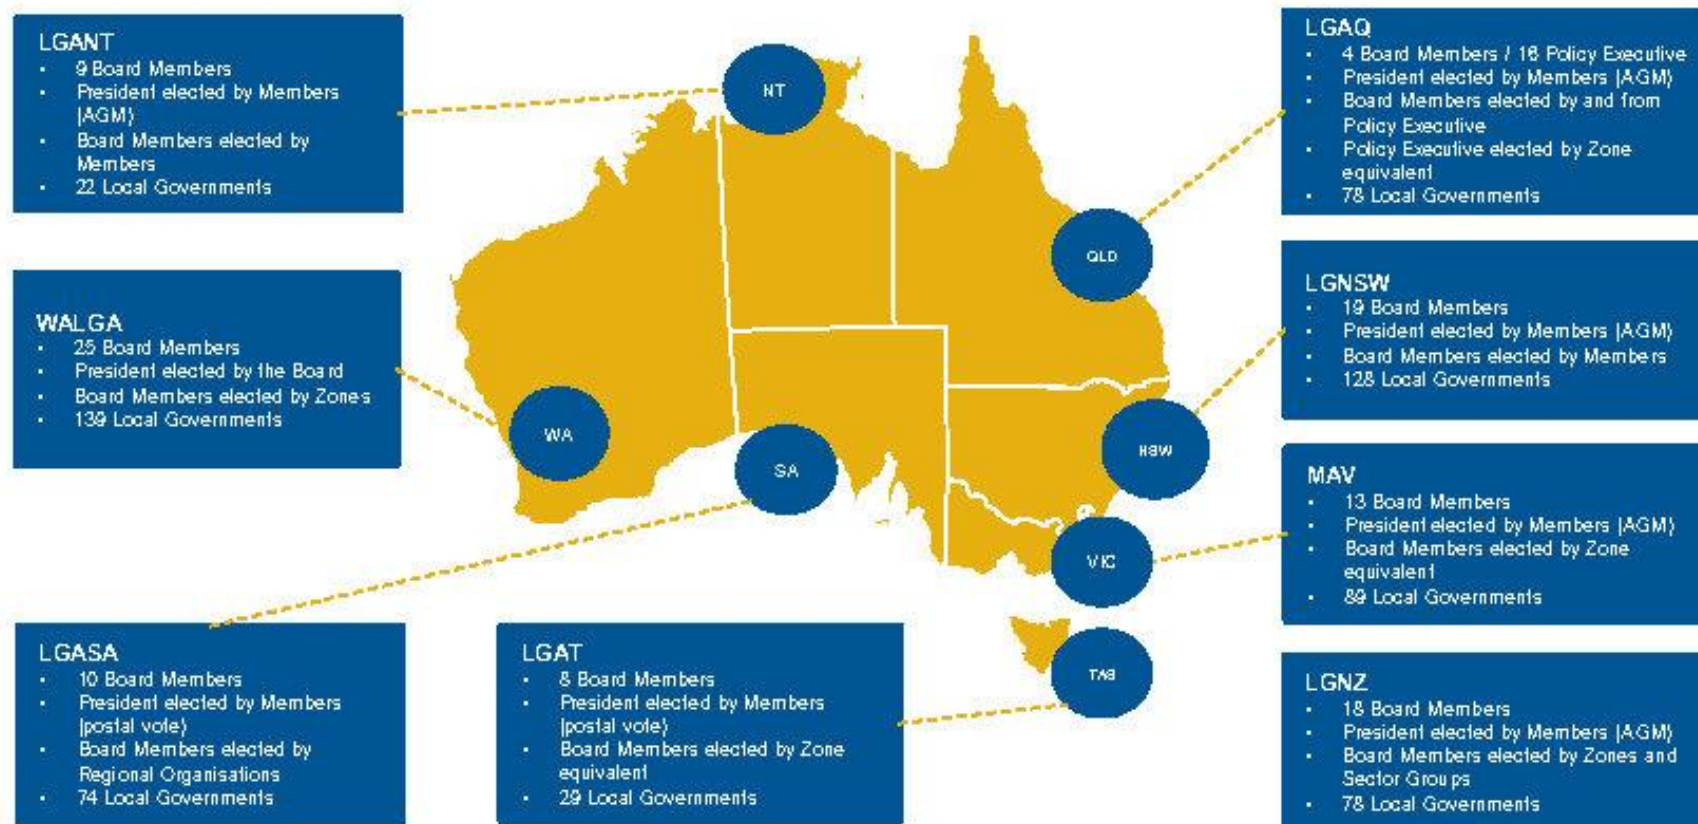 LGANT
• 9 Board Members
• President elected by Members
(AGM)
• Board Members elected by
Members
• 22 Local Governments
WALGA
• 25 Board Members
• President elected by the Board
• Board Members elected by Zones
• 139 Local Governments
LGASA
• 10 Board Members
• President elected by Members
(postal vote)
• Board Members elected by
Regional Organisations
• 74 Local Governments
LGAT
• 8 Board Members
• President elected by Members
(postal vote)
• Board Members elected by Zone
equivalent
• 29 Local Governments
NT
QLD
WA
SA
NSW
VIC
TAS
LGAQ
• 4 Board Members / 16 Policy Executive
• President elected by Members (AGM)
• Board Members elected by and from
Policy Executive
• Policy Executive elected by Zone
equivalent
• 78 Local Governments
LGNSW
• 19 Board Members
• President elected by Members (AGM)
• Board Members elected by Members
• 128 Local Governments
MAV
• 13 Board Members
• President elected by Members (AGM)
• Board Members elected by Zone
equivalent
• 89 Local Governments
LGNZ
• 18 Board Members
• President elected by Members (AGM)
• Board Members elected by Zones and
Sector Groups
• 78 Local Governments